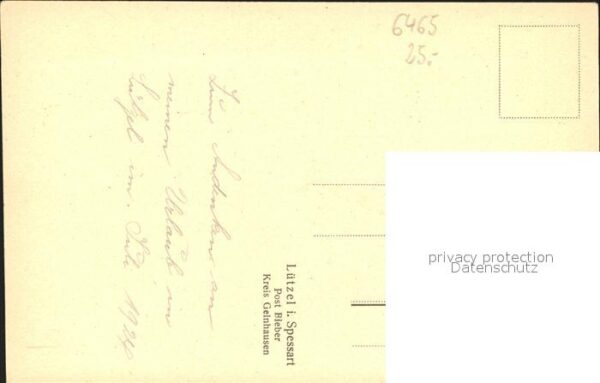 6465
25.-
Zum Andenken an
meinen Urlaub in
Lützel im. Juli 1924.
Lützel i. Spessart
Post Bieber
Kreis Gelnhausen
privacy protection
Datenschutz